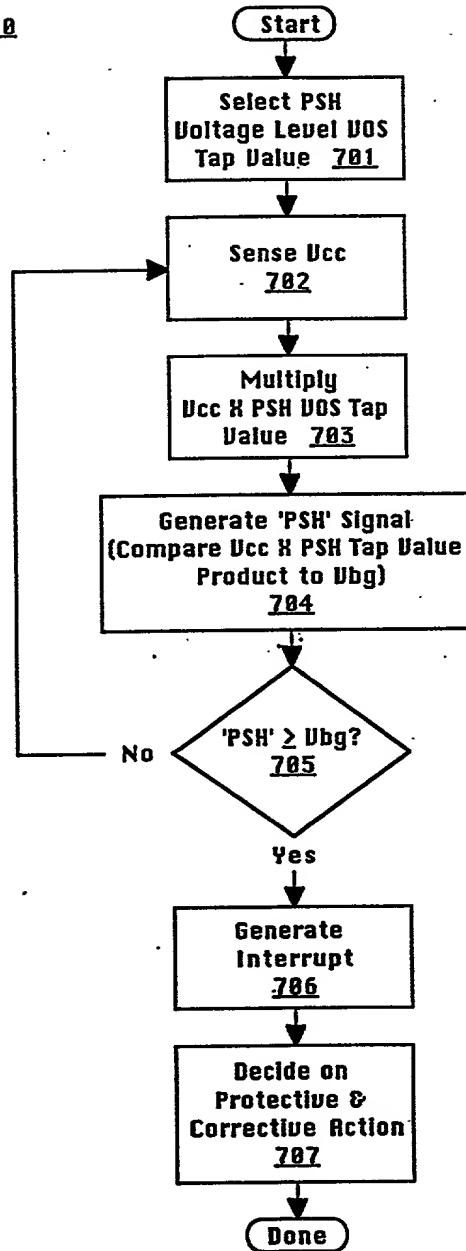 0
Start
Select PSH
Voltage Level VOS
Tap Value 701
Sense Vcc
702
Multiply
Vcc X PSH VOS Tap
Value 703
Generate 'PSH' Signal
(Compare Vcc X PSH Tap Value
Product to Vbg)
704
'PSH' ≥ Vbg?
705
No
Yes
Generate
Interrupt
706
Decide on
Protective &
Corrective Action
707
Done